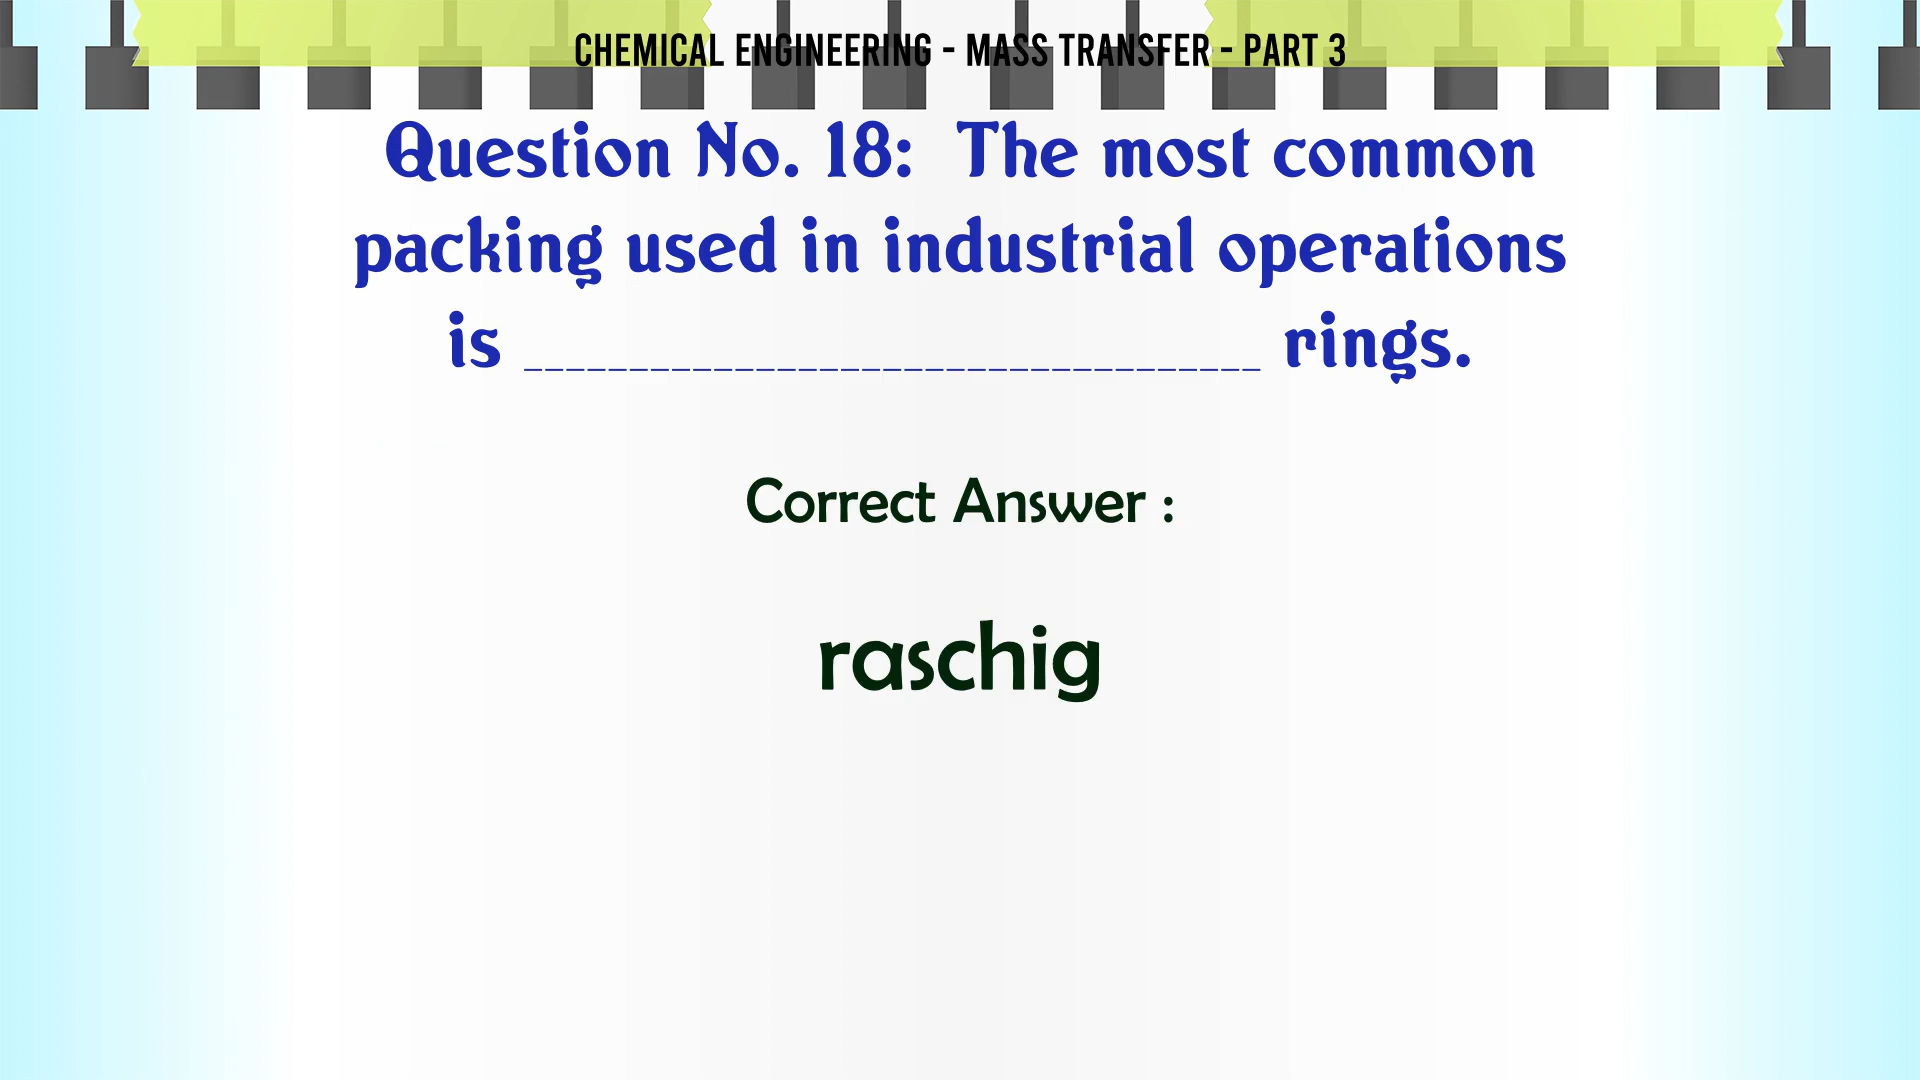 CHEMICAL ENGINEERING - MASS TRANSFER - PART 3
Question No. 18: The most common
packing used in industrial operations
is ___________________________________ rings.
Correct Answer :
raschig